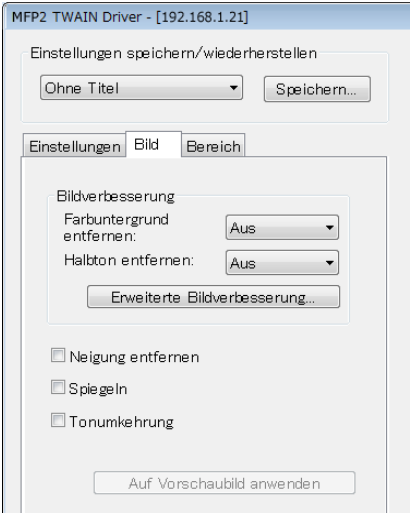 MFP2 TWAIN Driver - [192.168.1.21]
Einstellungen speichern/wiederherstellen
Ohne Titel Speichern...
Einstellungen Bild Bereich
Bildverbesserung
Farbuntergrund
entfernen: Aus
Halbton entfernen: Aus
Erweiterte Bildverbesserung...
Neigung entfernen
Spiegeln
Tonumkehrung
Auf Vorschaubild anwenden